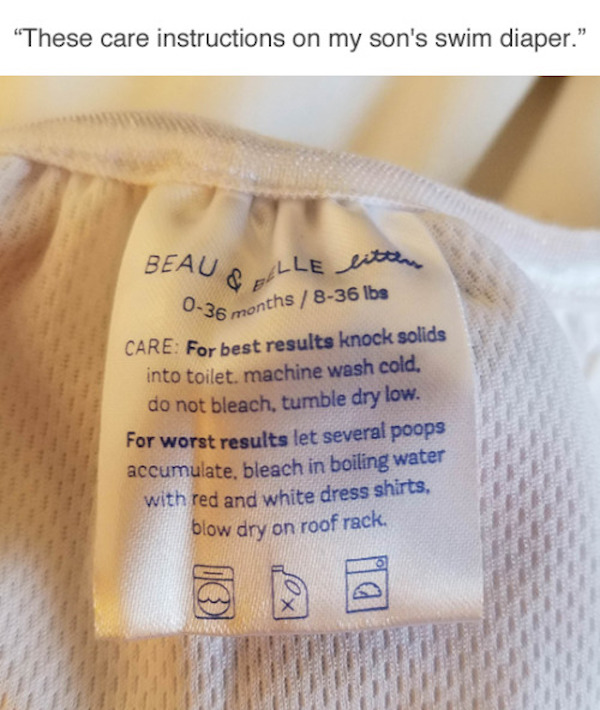 “These care instructions on my son's swim diaper.”
BEAU & BELLE Littles
0-36 months / 8-36 lbs
CARE: For best results knock solids
into toilet. machine wash cold,
do not bleach, tumble dry low.
For worst results let several poops
accumulate, bleach in boiling water
with red and white dress shirts,
blow dry on roof rack.